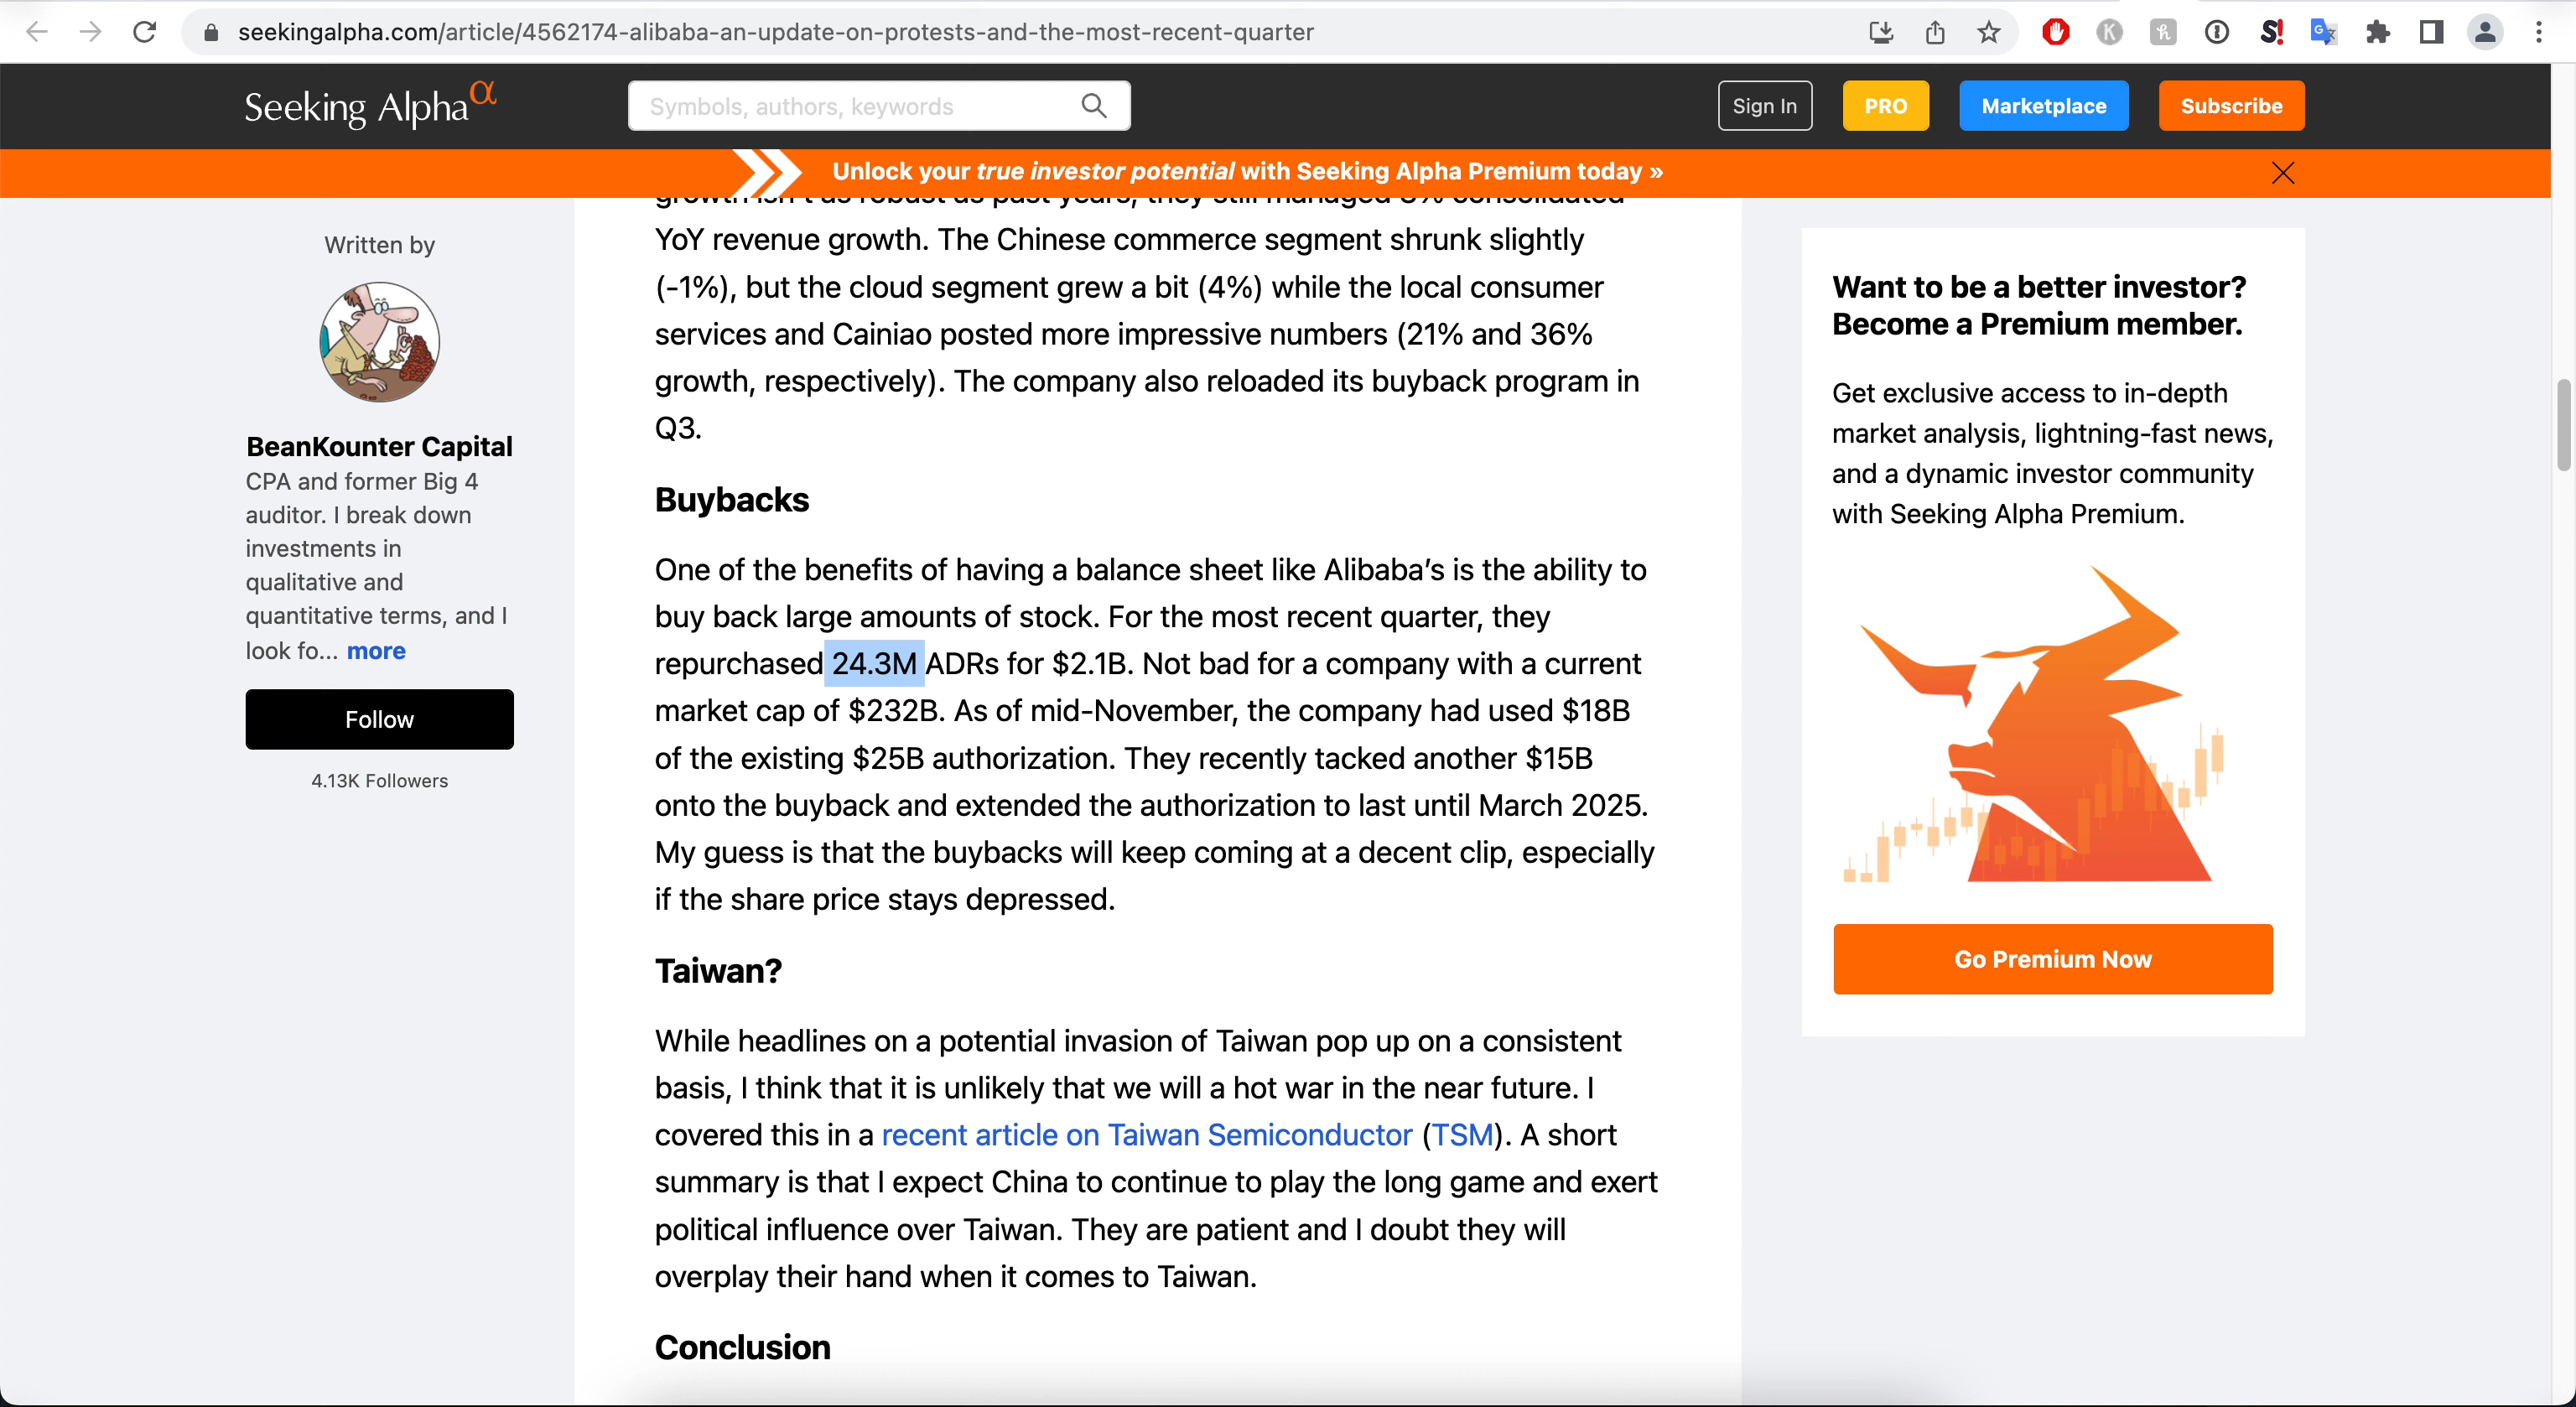 seekingalpha.com/article/4562174-alibaba-an-update-on-protests-and-the-most-recent-quarter
Seeking Alpha α
Symbols, authors, keywords
Sign In
PRO
Marketplace
Subscribe
Unlock your true investor potential with Seeking Alpha Premium today »
Written by
BeanKounter Capital
CPA and former Big 4
auditor. I break down
investments in
qualitative and
quantitative terms, and I
look fo... more
Follow
4.13K Followers
growth isn't as robust as past years, they still managed 3% consolidated
YoY revenue growth. The Chinese commerce segment shrunk slightly
(-1%), but the cloud segment grew a bit (4%) while the local consumer
services and Cainiao posted more impressive numbers (21% and 36%
growth, respectively). The company also reloaded its buyback program in
Q3.
Buybacks
One of the benefits of having a balance sheet like Alibaba's is the ability to
buy back large amounts of stock. For the most recent quarter, they
repurchased 24.3M ADRs for $2.1B. Not bad for a company with a current
market cap of $232B. As of mid-November, the company had used $18B
of the existing $25B authorization. They recently tacked another $15B
onto the buyback and extended the authorization to last until March 2025.
My guess is that the buybacks will keep coming at a decent clip, especially
if the share price stays depressed.
Taiwan?
While headlines on a potential invasion of Taiwan pop up on a consistent
basis, I think that it is unlikely that we will a hot war in the near future. I
covered this in a recent article on Taiwan Semiconductor (TSM). A short
summary is that I expect China to continue to play the long game and exert
political influence over Taiwan. They are patient and I doubt they will
overplay their hand when it comes to Taiwan.
Conclusion
Want to be a better investor?
Become a Premium member.
Get exclusive access to in-depth
market analysis, lightning-fast news,
and a dynamic investor community
with Seeking Alpha Premium.
Go Premium Now